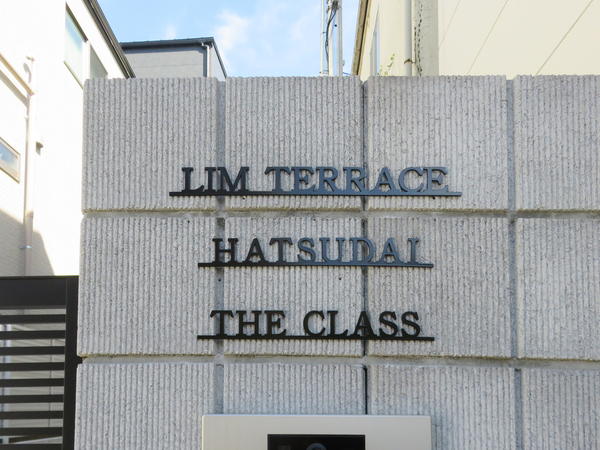 LIM TERRACE
HATSUDAI
THE CLASS